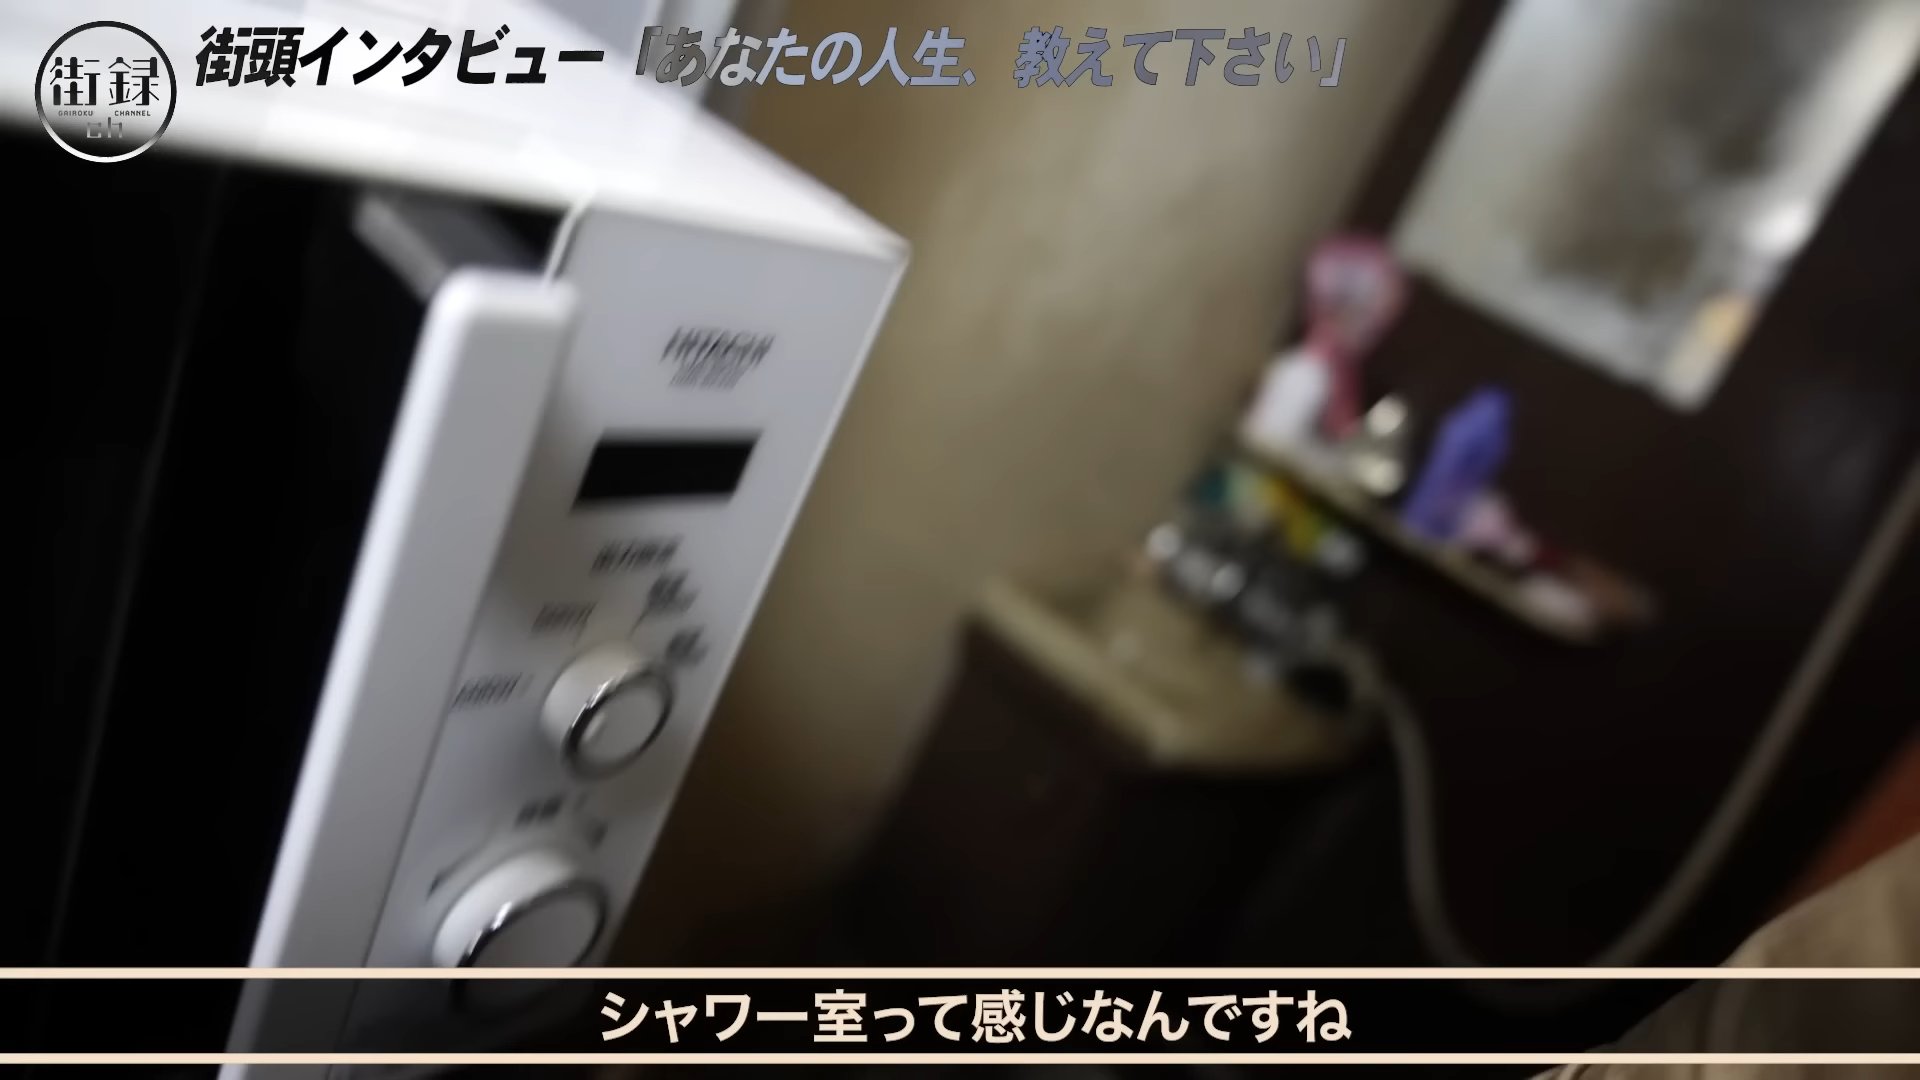 街録
GAIROKU CHANNEL
ch
街頭インタビュー「あなたの人生、教えて下さい」
HITACHI
シャワー室って感じなんですね